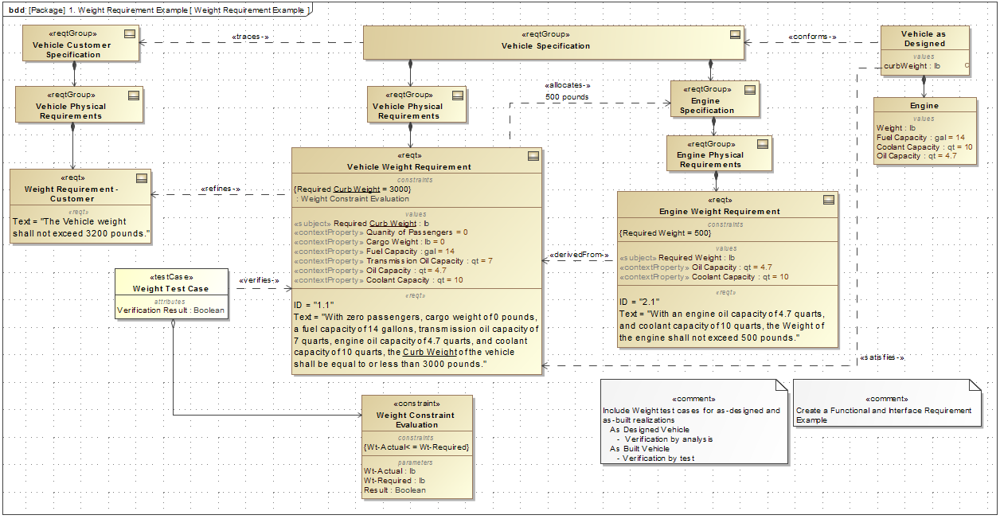 bdd [Package] 1. Weight Requirement Example [ Weight Requirement Example ]
«reqtGroup»
Vehicle Customer
Specification
«traces-»
«reqtGroup»
Vehicle Specification
«conforms-»
Vehicle as
Designed
values
curbWeight : lb
C
«reqtGroup»
Vehicle Physical
Requirements
«reqtGroup»
Vehicle Physical
Requirements
«allocates-»
500 pounds
«reqtGroup»
Engine
Specification
Engine
values
Weight : lb
Fuel Capacity : gal = 14
Coolant Capacity : qt = 10
Oil Capacity : qt = 4.7
«reqtGroup»
Engine Physical
Requirements
«reqt»
Weight Requirement-
Customer
«reqt»
Text = "The Vehicle weight
shall not exceed 3200 pounds."
«refines-»
«reqt»
Vehicle Weight Requirement
constraints
{Required Curb Weight = 3000}
: Weight Constraint Evaluation
values
«subject» Required Curb Weight : lb
«contextProperty» Quanity of Passengers = 0
«contextProperty» Cargo Weight : lb = 0
«contextProperty» Fuel Capacity : gal = 14
«contextProperty» Transmission Oil Capacity : qt = 7
«contextProperty» Oil Capacity : qt = 4.7
«contextProperty» Coolant Capacity : qt = 10
«reqt»
ID = "1.1"
Text = "With zero passengers, cargo weight of 0 pounds,
a fuel capacity of 14 gallons, transmission oil capacity of
7 quarts, engine oil capacity of 4.7 quarts, and coolant
capacity of 10 quarts, the Curb Weight of the vehicle
shall be equal to or less than 3000 pounds."
«derivedFrom-»
«reqt»
Engine Weight Requirement
constraints
{Required Weight = 500}
values
«subject» Required Weight : lb
«contextProperty» Oil Capacity : qt = 4.7
«contextProperty» Coolant Capacity : qt = 10
«reqt»
ID = "2.1"
Text = "With an engine oil capacity of 4.7 quarts,
and coolant capacity of 10 quarts, the Weight of
the engine shall not exceed 500 pounds."
«testCase»
Weight Test Case
attributes
Verification Result : Boolean
«verifies-»
«satisfies-»
«constraint»
Weight Constraint
Evaluation
constraints
{Wt-Actual< = Wt-Required}
parameters
Wt-Actual : lb
Wt-Required : lb
Result : Boolean
«comment»
Include Weight test cases for as-designed and
as-built realizations
As Designed Vehicle
- Verification by analysis
As Built Vehicle
- Verification by test
«comment»
Create a Functional and Interface Requirement
Example